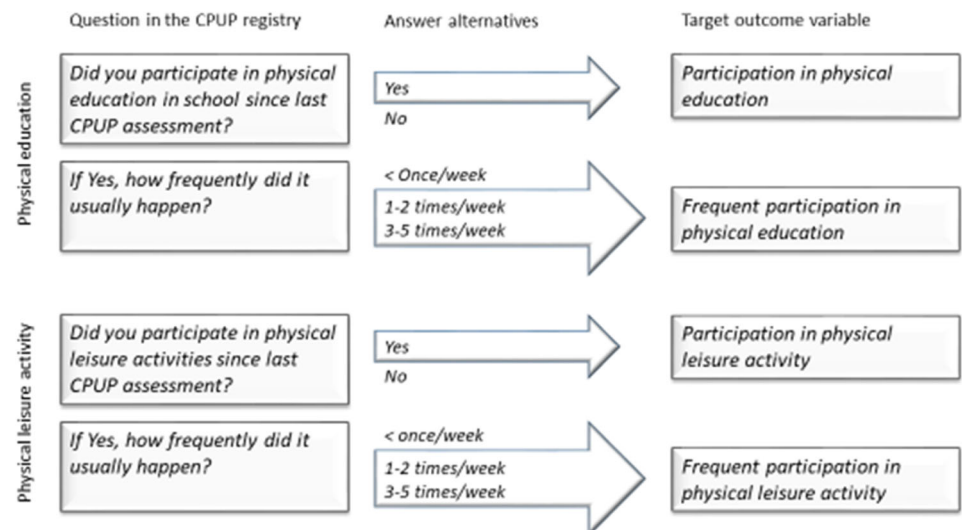 Question in the CPUP registry
Answer alternatives
Target outcome variable
Physical education
Did you participate in physical
education in school since last
CPUP assessment?
Yes
No
Participation in physical
education
If Yes, how frequently did it
usually happen?
< Once/week
1-2 times/week
3-5 times/week
Frequent participation in
physical education
Physical leisure activity
Did you participate in physical
leisure activities since last
CPUP assessment?
Yes
No
Participation in physical
leisure activity
If Yes, how frequently did it
usually happen?
< once/week
1-2 times/week
3-5 times/week
Frequent participation in
physical leisure activity